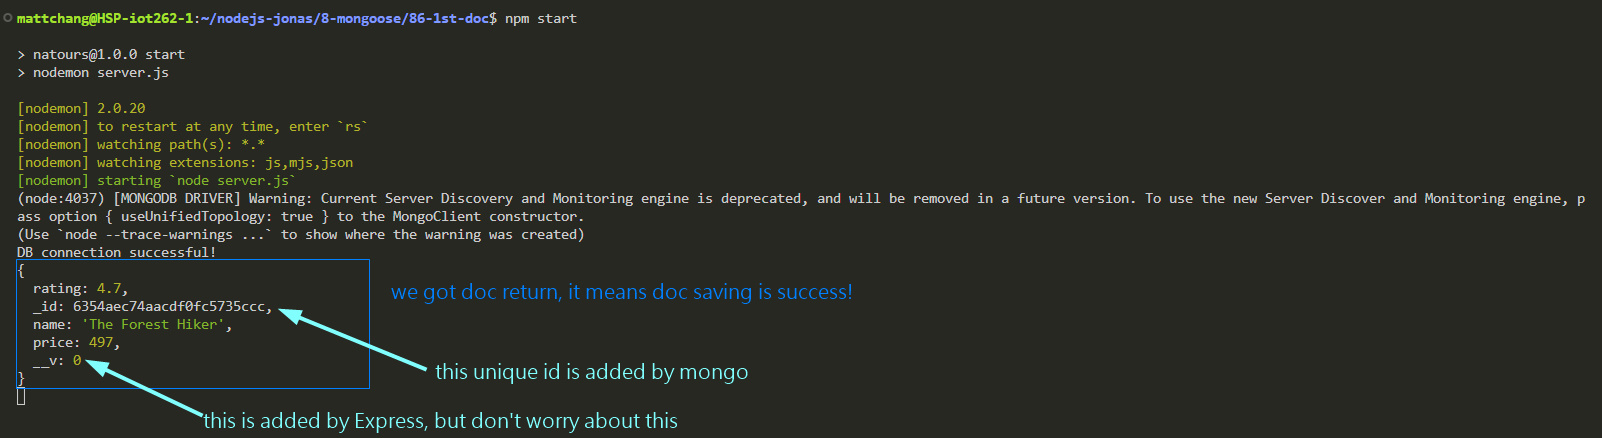 mattchang@HSP-iot262-1:~/nodejs-jonas/8-mongoose/86-1st-doc$ npm start
> natours@1.0.0 start
> nodemon server.js
[nodemon] 2.0.20
[nodemon] to restart at any time, enter `rs`
[nodemon] watching path(s): *.*
[nodemon] watching extensions: js,mjs,json
[nodemon] starting `node server.js`
(node:4037) [MONGODB DRIVER] Warning: Current Server Discovery and Monitoring engine is deprecated, and will be removed in a future version. To use the new Server Discover and Monitoring engine, p
ass option { useUnifiedTopology: true } to the MongoClient constructor.
(Use `node --trace-warnings ...` to show where the warning was created)
DB connection successful!
{
rating: 4.7,
we got doc return, it means doc saving is success!
_id: 6354aec74aacdf0fc5735ccc,
name: 'The Forest Hiker',
price: 497,
__v: 0
this unique id is added by mongo
}
this is added by Express, but don't worry about this